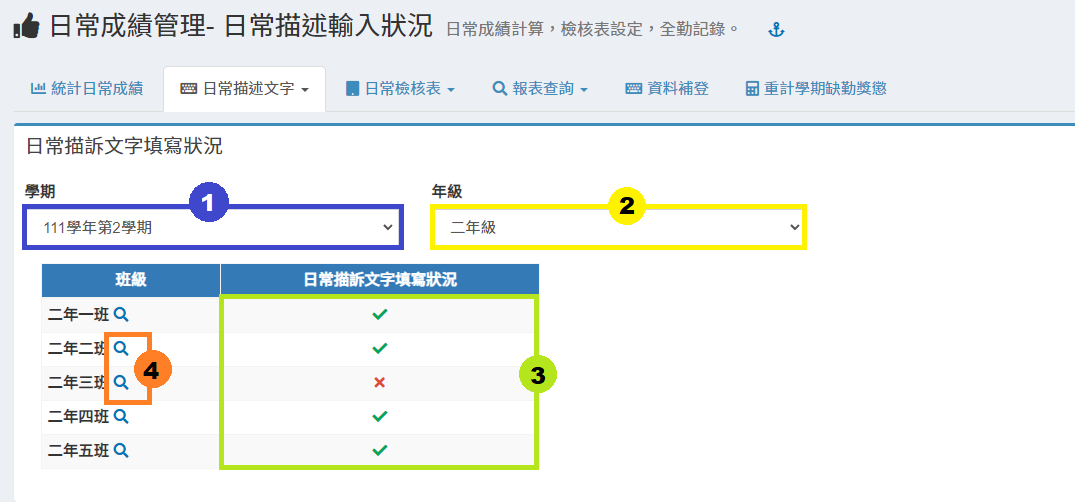 日常成績管理- 日常描述輸入狀況 日常成績計算，檢核表設定，全勤記錄。
統計日常成績 日常描述文字 日常檢核表 報表查詢 資料補登 重計學期缺勤獎懲
日常描訴文字填寫狀況
學期 年級
1 2
111學年第2學期 二年級
班級 日常描訴文字填寫狀況
二年一班
二年二班
4
3
二年三班
二年四班
二年五班